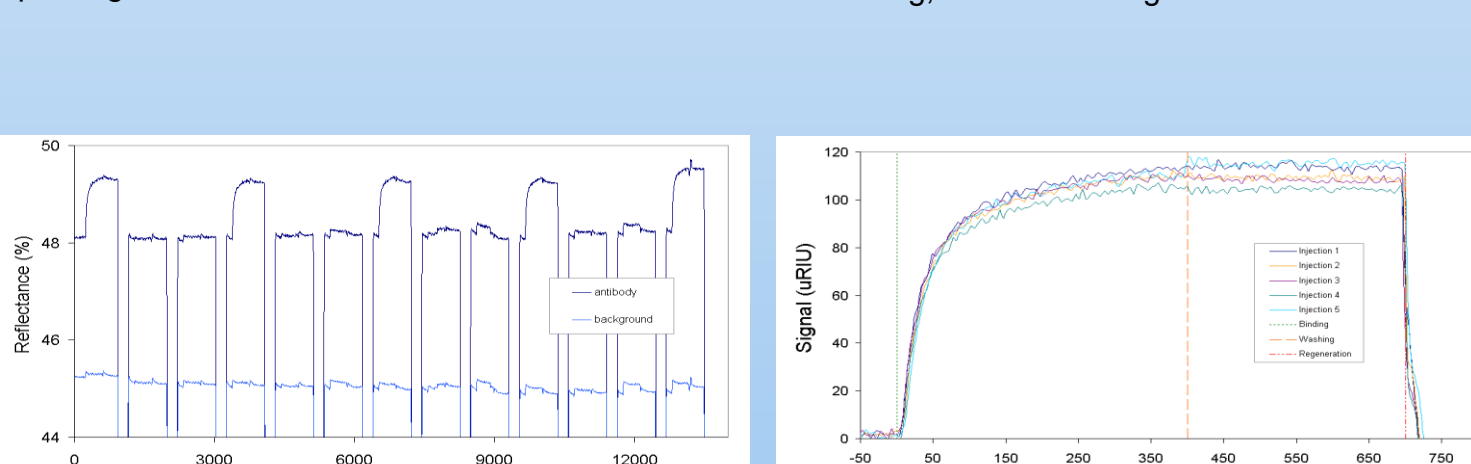 50
48
46
44
Reflectance (%)
antibody
background
0 3000 6000 9000 12000
120
100
80
60
40
20
0
Signal (uRIU)
Injection 1
Injection 2
Injection 3
Injection 4
Injection 5
Binding
Washing
Regeneration
-50 50 150 250 350 450 550 650 750